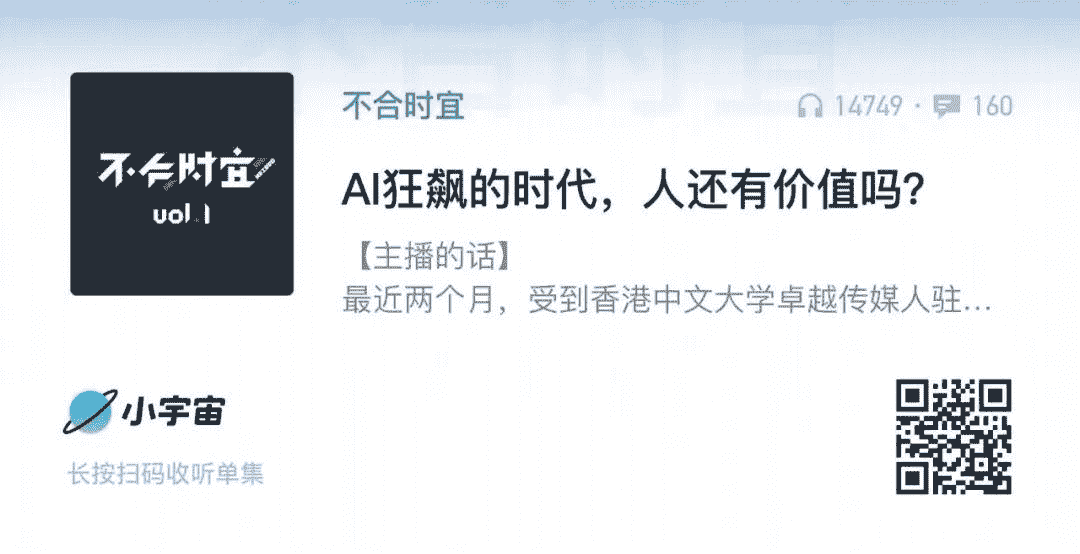 不合时宜
14749 · 160
不合时宜
vol.1
AI狂飙的时代，人还有价值吗？
【主播的话】
最近两个月，受到香港中文大学卓越传媒人驻...
小宇宙
长按扫码收听单集